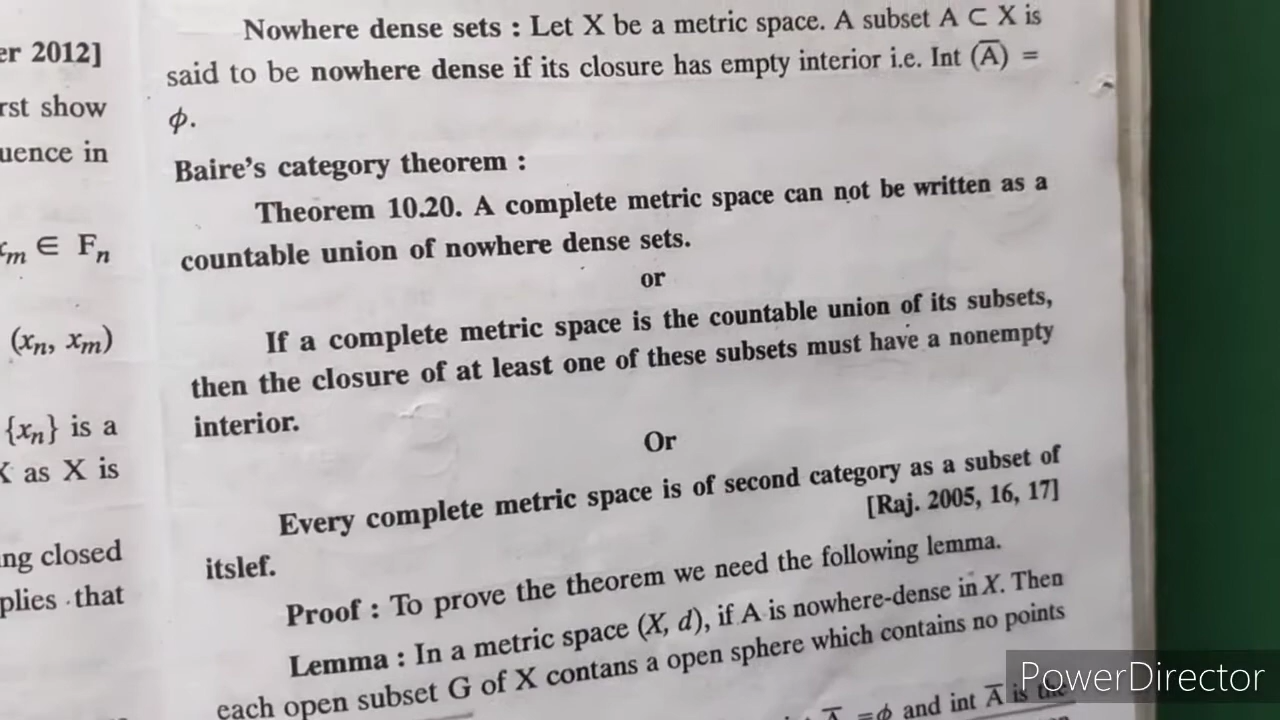 er 2012]
rst show
uence in
xm ∈ Fn
(xn, xm)
{xn} is a
as X is
ng closed
plies that
Nowhere dense sets : Let X be a metric space. A subset A ⊂ X is
said to be nowhere dense if its closure has empty interior i.e. Int (A̅) =
ϕ.
Baire's category theorem :
Theorem 10.20. A complete metric space can not be written as a
countable union of nowhere dense sets.
or
If a complete metric space is the countable union of its subsets,
then the closure of at least one of these subsets must have a nonempty
interior.
Or
Every complete metric space is of second category as a subset of
itslef.
[Raj. 2005, 16, 17]
Proof : To prove the theorem we need the following lemma.
Lemma : In a metric space (X, d), if A is nowhere-dense in X. Then
each open subset G of X contans a open sphere which contains no points
A̅ =ϕ and int A̅ is the
PowerDirector